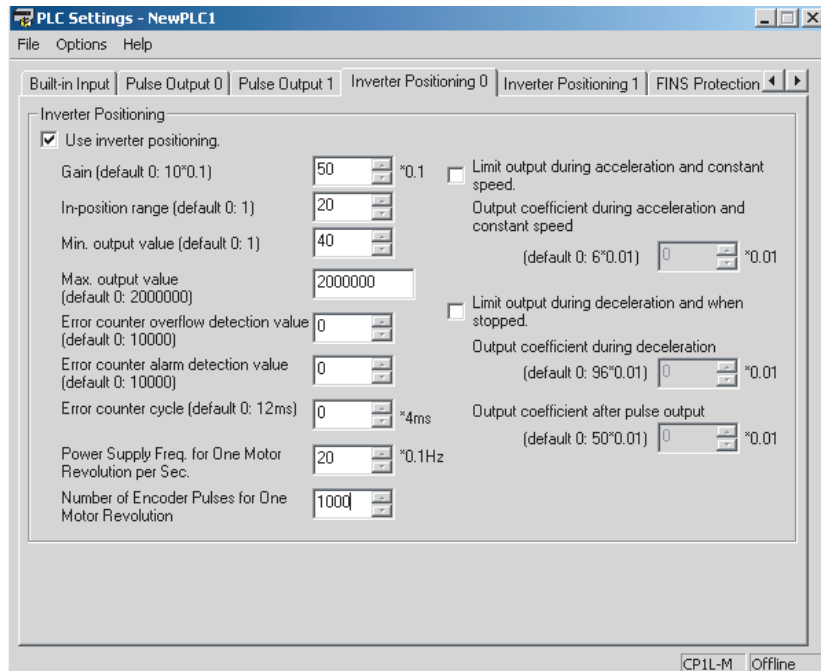 PLC Settings - NewPLC1
File Options Help
Built-in Input Pulse Output 0 Pulse Output 1 Inverter Positioning 0 Inverter Positioning 1 FINS Protection
Inverter Positioning
Use inverter positioning.
Gain (default 0: 10*0.1) 50 *0.1
In-position range (default 0: 1) 20
Min. output value (default 0: 1) 40
Max. output value
(default 0: 2000000) 2000000
Error counter overflow detection value
(default 0: 10000) 0
Error counter alarm detection value
(default 0: 10000) 0
Error counter cycle (default 0: 12ms) 0 *4ms
Power Supply Freq. for One Motor
Revolution per Sec. 20 *0.1Hz
Number of Encoder Pulses for One
Motor Revolution 1000
Limit output during acceleration and constant
speed.
Output coefficient during acceleration and
constant speed
(default 0: 6*0.01) 0 *0.01
Limit output during deceleration and when
stopped.
Output coefficient during deceleration
(default 0: 96*0.01) 0 *0.01
Output coefficient after pulse output
(default 0: 50*0.01) 0 *0.01
CP1L-M Offline